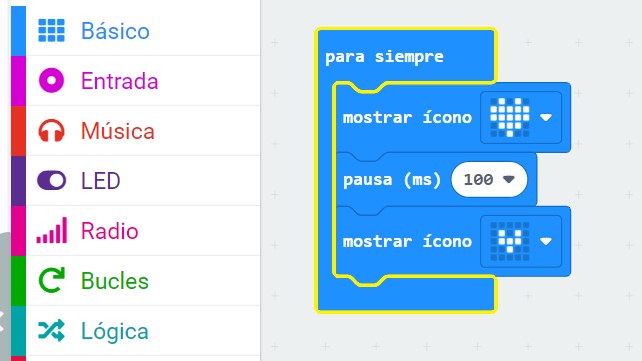 Básico
Entrada
Música
LED
Radio
Bucles
Lógica
para siempre
mostrar ícono
pausa (ms) 100
mostrar ícono